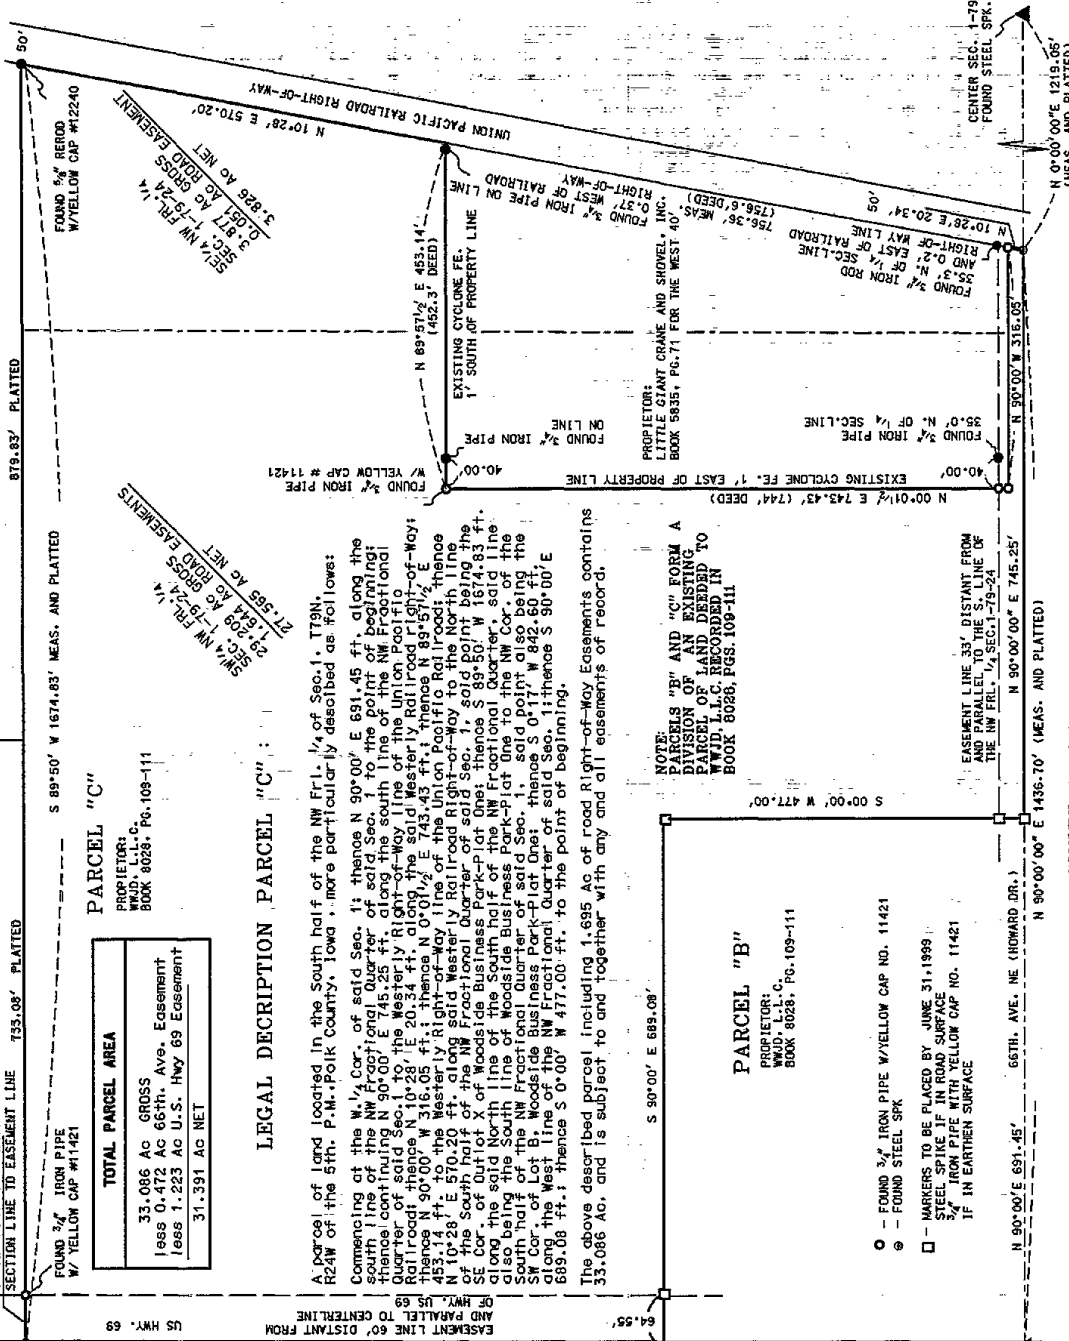 SECTION LINE TO EASEMENT LINE
733.08' PLATTED
879.83' PLATTED
50'
FOUND 3/4" IRON PIPE
W/ YELLOW CAP #11421
S 89°50' W 1674.83' MEAS. AND PLATTED
FOUND 5/8" REROD
W/YELLOW CAP #12240
US HWY. 69
TOTAL PARCEL AREA
33.086 Ac GROSS
less 0.472 Ac 66th. Ave. Easement
less 1.223 Ac U.S. Hwy 69 Easement
31.391 Ac NET
PARCEL "C"
PROPIETOR:
WWJD, L.L.C.
BOOK 8028, PG.109-111
SW1/4 NW FRL 1/4
SEC. 1-79-24
29.209 AC GROSS
1.644 AC ROAD EASEMENTS
27.565 AC NET
SE1/4 NW FRL 1/4
SEC. 1-79-24
3.877 AC GROSS
0.051 AC ROAD EASEMENT
3.826 AC NET
N 10°28' E 570.20'
UNION PACIFIC RAILROAD RIGHT-OF-WAY
LEGAL DECRIPTION PARCEL "C":
A parcel of land located in the South half of the NW Frl. 1/4 of Sec.1, T79N,
R24W of the 5th. P.M.,Polk County, Iowa , more particularly descibed as follows:
Commencing at the W.1/4 Cor. of said Sec. 1; thence N 90°00' E 691.45 ft. along the
south line of the NW Fractional Quarter of said Sec. 1 to the point of beginning;
thence continuing N 90°00' E 745.25 ft. along the south line of the NW Fractional
Quarter of said Sec.1 to the Westerly Right-of-Way line of the Union Pacific
Railroad; thence N 10°28' E 20.34 ft. along the said Westerly Railroad right-of-Way;
thence N 90°00' W 316.05 ft.; thence N 0°01'1/2 E 743.43 ft.; thence N 89°57'1/2 E
453.14 ft. to the Westerly Right-of-Way line of the Union Pacific Railroad; thence
N 10°28' E 570.20 ft. along said Westerly Railroad Right-of-Way to the North line
of the South half of the NW Fractional Quarter of said Sec. 1, said point being the
SE Cor. of Outlot X of Woodside Business Park-Plat One; thence S 89°50' W 1674.83 ft.
along the said North line of the South half of the NW Fractional Quarter, said line
also being the South line of Woodside Business Park-Plat One to the NW Cor. of the
South half of the NW Fractional Quarter of said Sec. 1, said point also being the
SW Cor. of Lot B, Woodside Business Park-Plat One; thence S 0°17' W 842.60 ft.
along the West line of the NW Fractional Quarter of said Sec. 1;thence S 90°00'E
689.08 ft.; thence S 0°00' W 477.00 ft. to the point of beginning.
The above described parcel including 1.695 Ac of road Right-of-Way Easements contains
33.086 Ac. and is subject to and together with any and all easements of record.
EASEMENT LINE 60' DISTANT FROM
AND PARALLEL TO CENTERLINE
OF HWY. US 69
FOUND 3/4" IRON PIPE
W/ YELLOW CAP # 11421
40.00'
FOUND 3/4" IRON PIPE
ON LINE
N 89°57'1/2 E 453.14'
(452.3' DEED)
EXISTING CYCLONE FE.
1' SOUTH OF PROPERTY LINE
FOUND 3/4" IRON PIPE ON LINE
0.37' WEST OF RAILROAD
RIGHT-OF-WAY
756.36' MEAS.
(756.6'DEED)
PROPIETOR:
LITTLE GIANT CRANE AND SHOVEL, INC.
BOOK 5835, PG.71 FOR THE WEST 40'
N 00°01'1/2 E 743.43' (744' DEED)
EXISTING CYCLONE FE. 1' EAST OF PROPERTY LINE
40.00'
FOUND 3/4" IRON PIPE
35.0' N. OF 1/4 SEC.LINE
FOUND 3/4" IRON ROD
35.3' N. OF 1/4 SEC.LINE
AND 0.2' EAST OF RAILROAD
RIGHT-OF WAY LINE
50'
N 10°28'E 20.34'
N 90°00'W 316.05'
CENTER SEC. 1-79
FOUND STEEL SPK.
N 0°00'00"E 1219.05'
(MEAS. AND PLATTED)
NOTE:
PARCELS "B" AND "C" FORM A
DIVISION OF AN EXISTING
PARCEL OF LAND DEEDED TO
WWJD, L.L.C. RECORDED IN
BOOK 8028, PGS.109-111
EASEMENT LINE 33' DISTANT FROM
AND PARALLEL TO THE S. LINE OF
THE NW FRL. 1/4 SEC.1-79-24
N 90°00'00" E 745.25'
S 00°00' W 477.00'
64.55'
S 90°00' E 689.08'
PARCEL "B"
PROPIETOR:
WWJD, L.L.C.
BOOK 8028, PG.109-111
- FOUND 3/4" IRON PIPE W/YELLOW CAP NO. 11421
- FOUND STEEL SPK
- MARKERS TO BE PLACED BY JUNE 31,1999
STEEL SPIKE IF IN ROAD SURFACE
3/4" IRON PIPE WITH YELLOW CAP NO. 11421
IF IN EARTHEN SURFACE
N 90°00'E 691.45'
66TH. AVE. NE (HOWARD DR.)
N 90°00'00" E 1436.70' (MEAS. AND PLATTED)